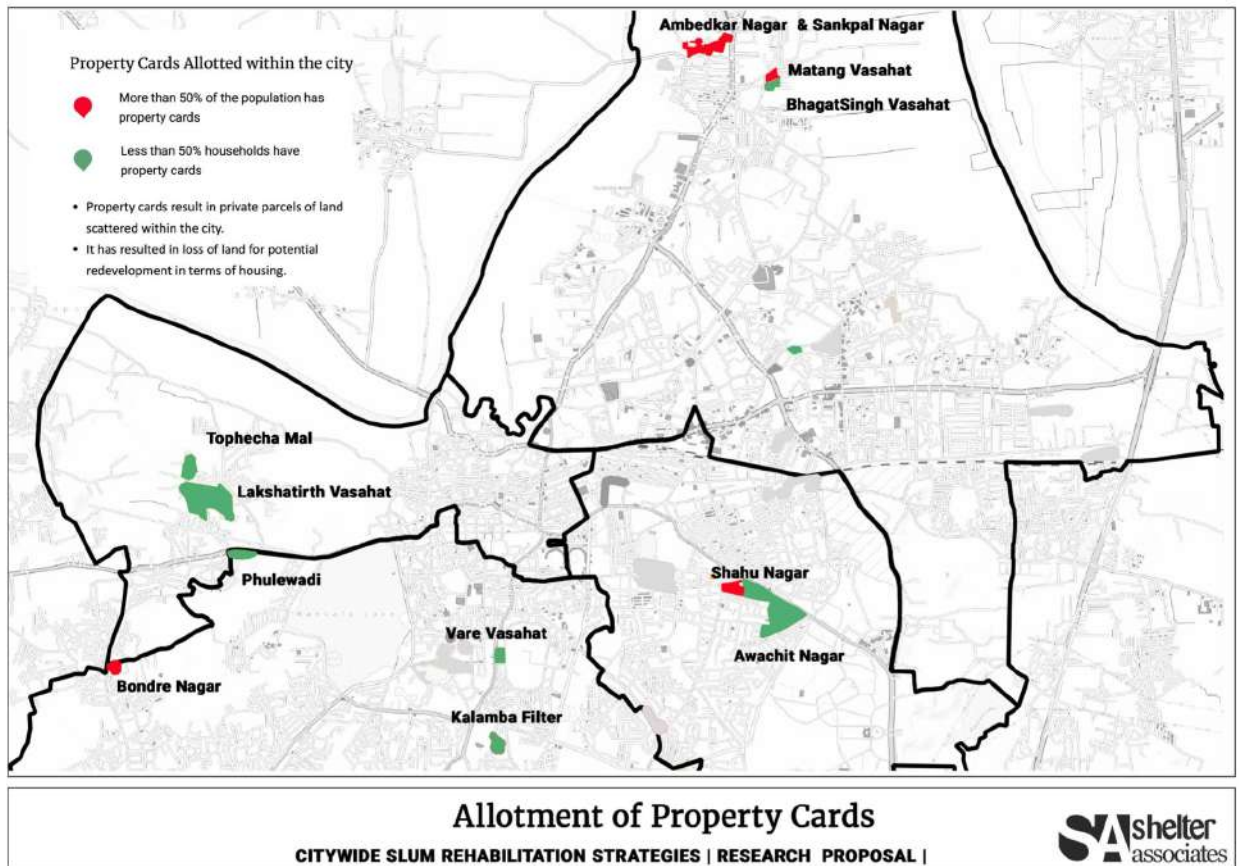 Ambedkar Nagar & Sankpal Nagar
Property Cards Allotted within the city
Matang Vasahat
More than 50% of the population has
property cards
BhagatSingh Vasahat
Less than 50% households have
property cards
• Property cards result in private parcels of land
scattered within the city.
• It has resulted in loss of land for potential
redevelopment in terms of housing.
Tophecha Mal
Lakshatirth Vasahat
Phulewadi
Shahu Nagar
Vare Vasahat
Awachit Nagar
Bondre Nagar
Kalamba Filter
Allotment of Property Cards
CITYWIDE SLUM REHABILITATION STRATEGIES | RESEARCH PROPOSAL |
SA shelter
associates